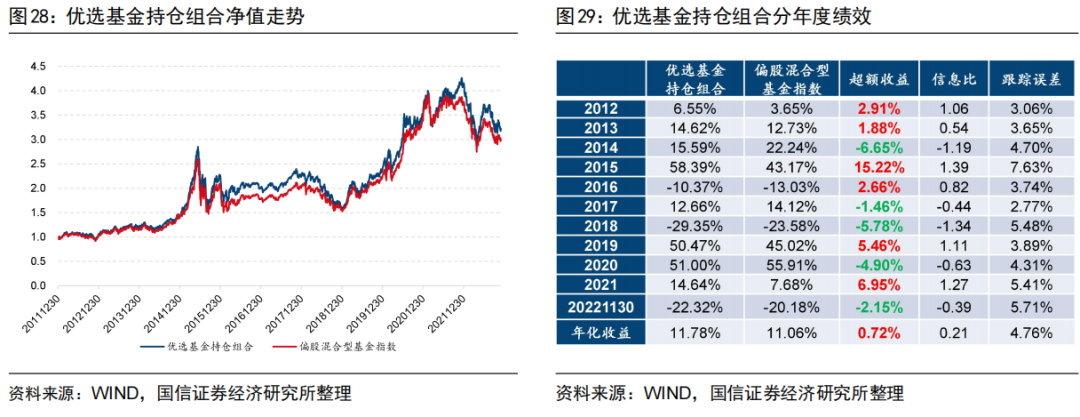 图28：优选基金持仓组合净值走势
4.5
4.0
3.5
3.0
2.5
2.0
1.5
1.0
0.5
0.0
20111230
20121230
20131230
20141230
20151230
20161230
20171230
20181230
20191230
20201230
20211230
优选基金持仓组合 偏股混合型基金指数
资料来源：WIND，国信证券经济研究所整理
图29：优选基金持仓组合分年度绩效
优选基金持仓组合 偏股混合型基金指数 超额收益 信息比 跟踪误差
2012 6.55% 3.65% 2.91% 1.06 3.06%
2013 14.62% 12.73% 1.88% 0.54 3.65%
2014 15.59% 22.24% -6.65% -1.19 4.70%
2015 58.39% 43.17% 15.22% 1.39 7.63%
2016 -10.37% -13.03% 2.66% 0.82 3.74%
2017 12.66% 14.12% -1.46% -0.44 2.77%
2018 -29.35% -23.58% -5.78% -1.34 5.48%
2019 50.47% 45.02% 5.46% 1.11 3.89%
2020 51.00% 55.91% -4.90% -0.63 4.31%
2021 14.64% 7.68% 6.95% 1.27 5.41%
20221130 -22.32% -20.18% -2.15% -0.39 5.71%
年化收益 11.78% 11.06% 0.72% 0.21 4.76%
资料来源：WIND，国信证券经济研究所整理